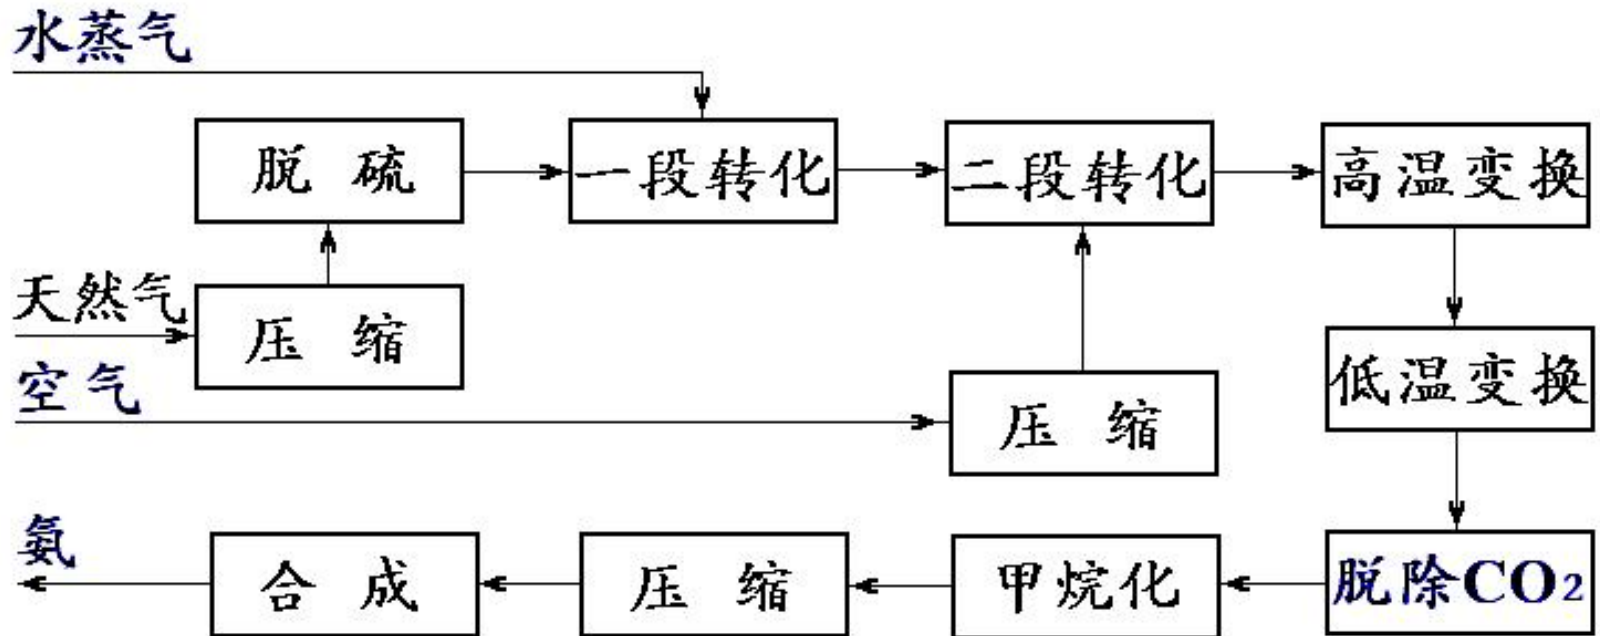 水蒸气
脱硫
一段转化
二段转化
高温变换
天然气
压缩
空气
压缩
低温变换
氨
合成
压缩
甲烷化
脱除CO₂